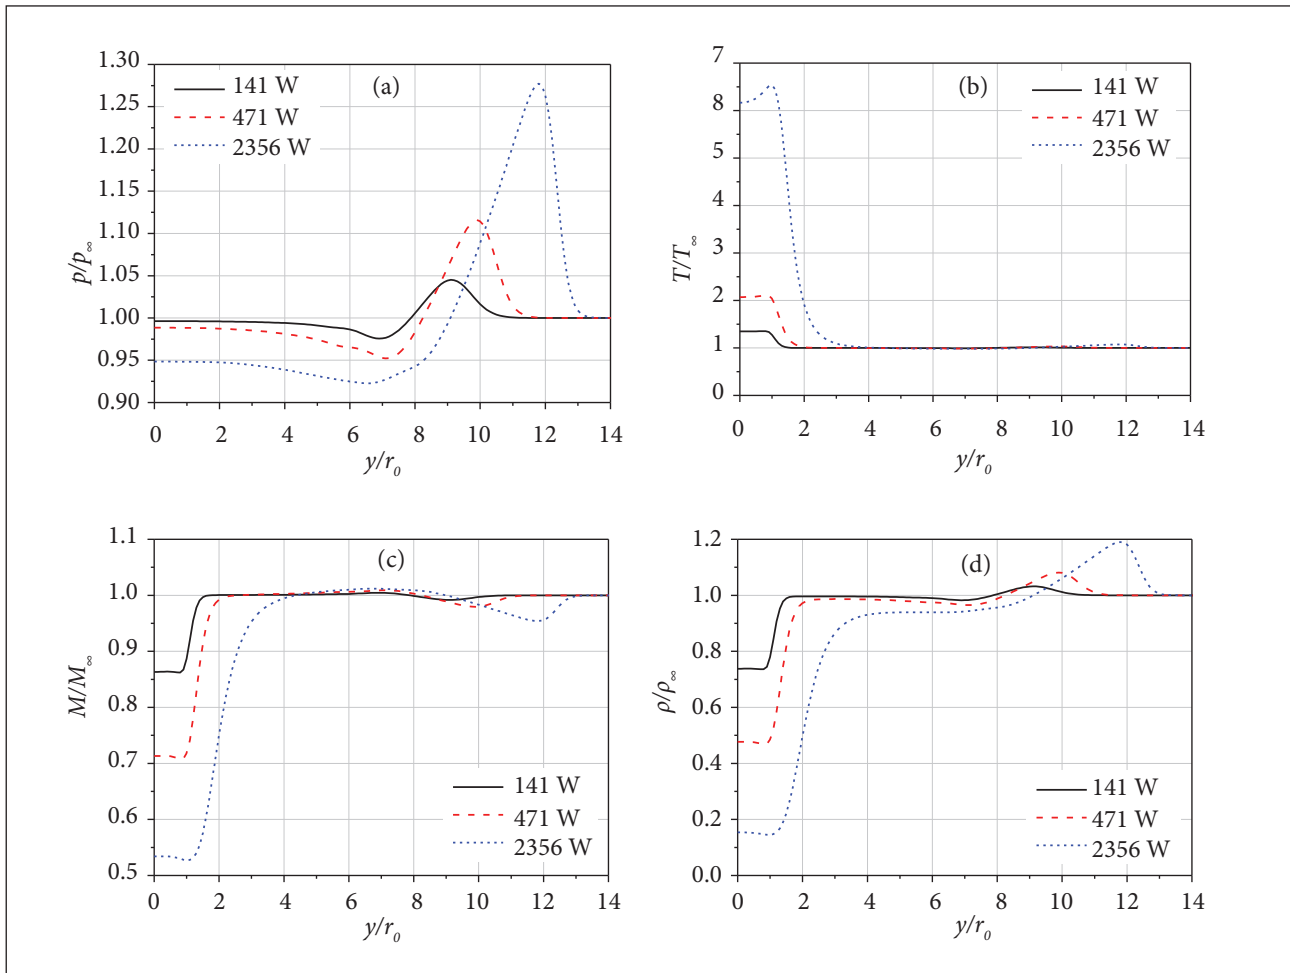 1.30
1.25
1.20
1.15
1.10
1.05
1.00
0.95
0.90
p/p∞
141 W
471 W
2356 W
(a)
0 2 4 6 8 10 12 14
y/r0
7
6
5
4
3
2
1
0
T/T∞
(b)
141 W
471 W
2356 W
0 2 4 6 8 10 12 14
y/r0
1.1
1.0
0.9
0.8
0.7
0.6
0.5
M/M∞
(c)
141 W
471 W
2356 W
0 2 4 6 8 10 12 14
y/r0
1.2
1.0
0.8
0.6
0.4
0.2
0.0
ρ/ρ∞
(d)
141 W
471 W
2356 W
0 2 4 6 8 10 12 14
y/r0